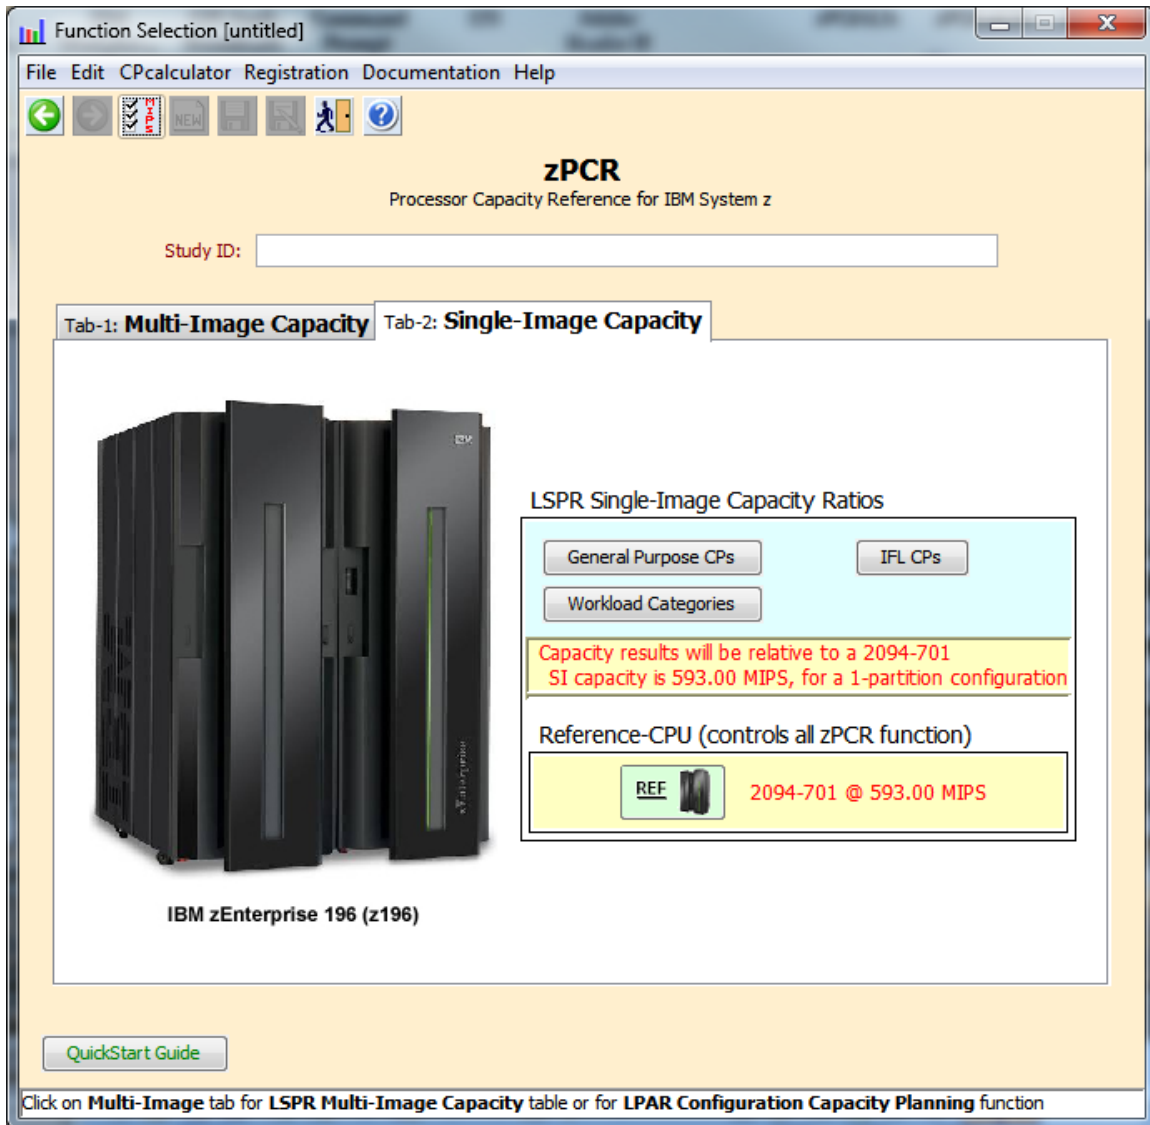 Function Selection [untitled]
File Edit CPcalculator Registration Documentation Help
MIPS NEW
zPCR
Processor Capacity Reference for IBM System z
Study ID:
Tab-1: Multi-Image Capacity Tab-2: Single-Image Capacity
LSPR Single-Image Capacity Ratios
General Purpose CPs IFL CPs
Workload Categories
Capacity results will be relative to a 2094-701
SI capacity is 593.00 MIPS, for a 1-partition configuration
Reference-CPU (controls all zPCR function)
REF 2094-701 @ 593.00 MIPS
zEnterprise
IBM zEnterprise 196 (z196)
QuickStart Guide
Click on Multi-Image tab for LSPR Multi-Image Capacity table or for LPAR Configuration Capacity Planning function